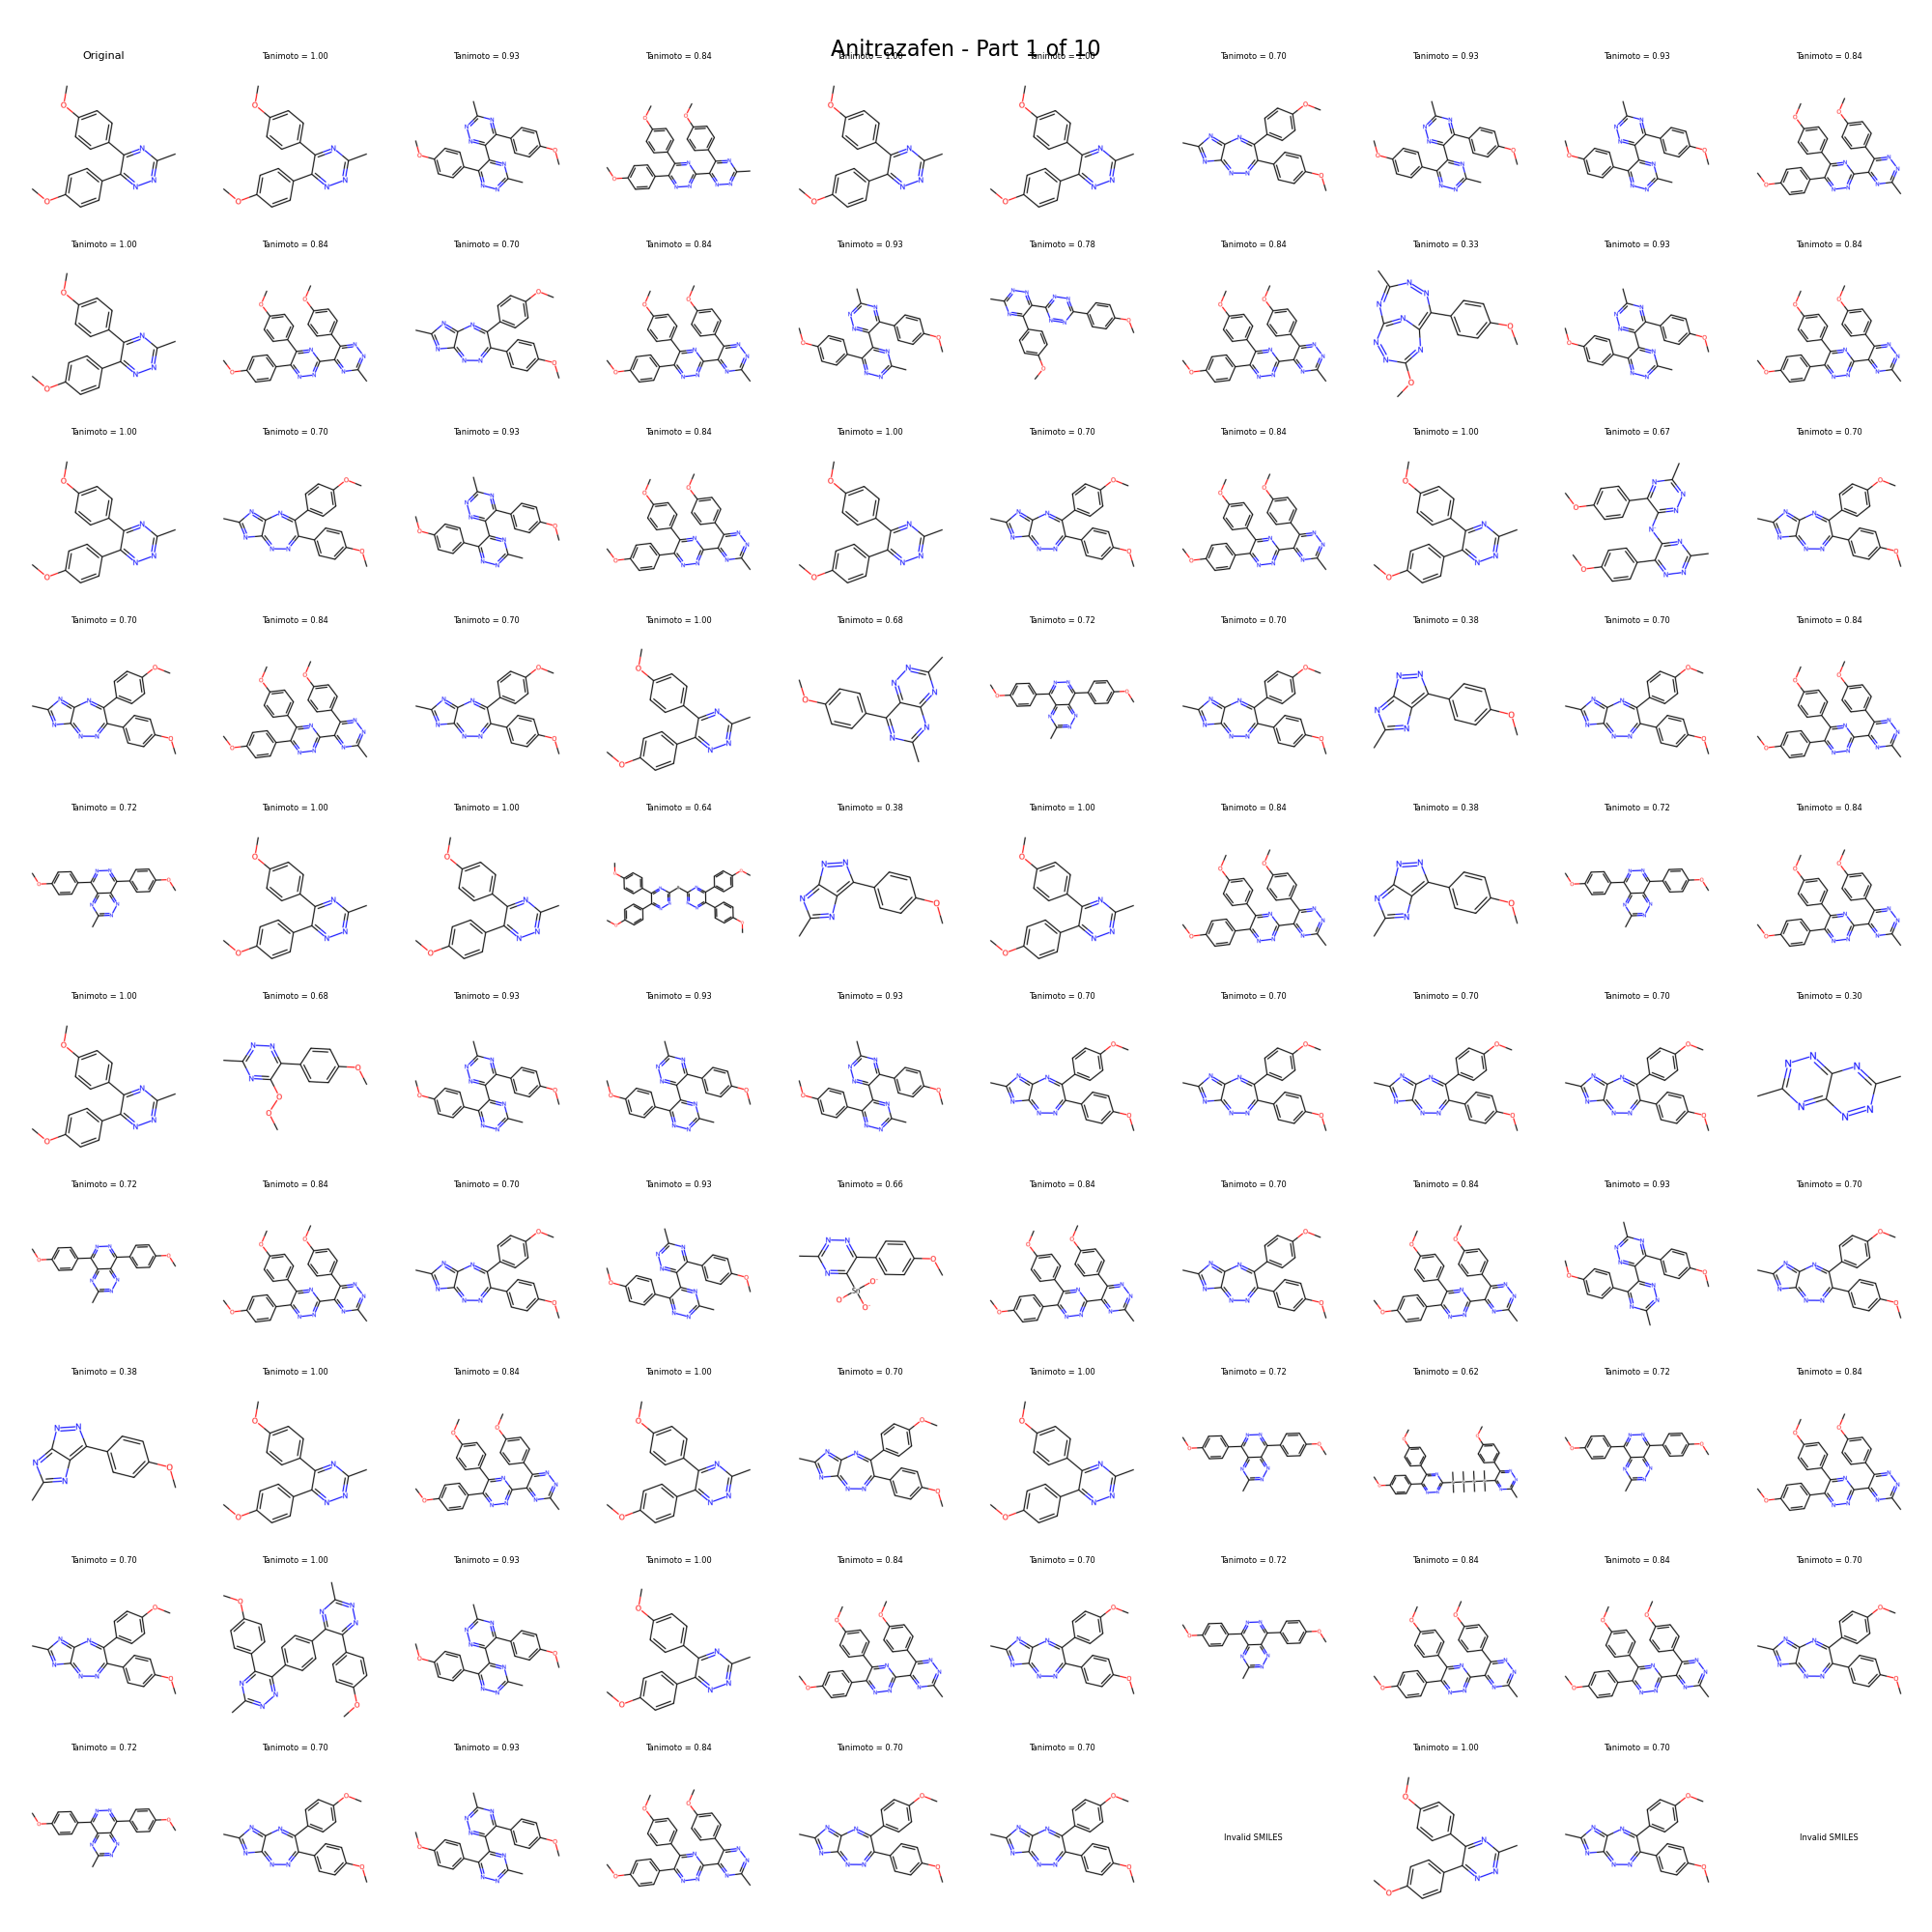 Anitrazafen - Part 1 of 10
Original Tanimoto = 1.00 Tanimoto = 0.93 Tanimoto = 0.84 Tanimoto = 1.00 Tanimoto = 1.00 Tanimoto = 0.70 Tanimoto = 0.93 Tanimoto = 0.93 Tanimoto = 0.84
Tanimoto = 1.00 Tanimoto = 0.84 Tanimoto = 0.70 Tanimoto = 0.84 Tanimoto = 0.93 Tanimoto = 0.78 Tanimoto = 0.84 Tanimoto = 0.33 Tanimoto = 0.93 Tanimoto = 0.84
Tanimoto = 1.00 Tanimoto = 0.70 Tanimoto = 0.93 Tanimoto = 0.84 Tanimoto = 1.00 Tanimoto = 0.70 Tanimoto = 0.84 Tanimoto = 1.00 Tanimoto = 0.67 Tanimoto = 0.70
Tanimoto = 0.70 Tanimoto = 0.84 Tanimoto = 0.70 Tanimoto = 1.00 Tanimoto = 0.68 Tanimoto = 0.72 Tanimoto = 0.70 Tanimoto = 0.38 Tanimoto = 0.70 Tanimoto = 0.84
Tanimoto = 0.72 Tanimoto = 1.00 Tanimoto = 1.00 Tanimoto = 0.64 Tanimoto = 0.38 Tanimoto = 1.00 Tanimoto = 0.84 Tanimoto = 0.38 Tanimoto = 0.72 Tanimoto = 0.84
Tanimoto = 1.00 Tanimoto = 0.68 Tanimoto = 0.93 Tanimoto = 0.93 Tanimoto = 0.93 Tanimoto = 0.70 Tanimoto = 0.70 Tanimoto = 0.70 Tanimoto = 0.70 Tanimoto = 0.30
Tanimoto = 0.72 Tanimoto = 0.84 Tanimoto = 0.70 Tanimoto = 0.93 Tanimoto = 0.66 Tanimoto = 0.84 Tanimoto = 0.70 Tanimoto = 0.84 Tanimoto = 0.93 Tanimoto = 0.70
Tanimoto = 0.38 Tanimoto = 1.00 Tanimoto = 0.84 Tanimoto = 1.00 Tanimoto = 0.70 Tanimoto = 1.00 Tanimoto = 0.72 Tanimoto = 0.62 Tanimoto = 0.72 Tanimoto = 0.84
Tanimoto = 0.70 Tanimoto = 1.00 Tanimoto = 0.93 Tanimoto = 1.00 Tanimoto = 0.84 Tanimoto = 0.70 Tanimoto = 0.72 Tanimoto = 0.84 Tanimoto = 0.84 Tanimoto = 0.70
Tanimoto = 0.72 Tanimoto = 0.70 Tanimoto = 0.93 Tanimoto = 0.84 Tanimoto = 0.70 Tanimoto = 0.70 Tanimoto = 1.00 Tanimoto = 0.70
Invalid SMILES Invalid SMILES